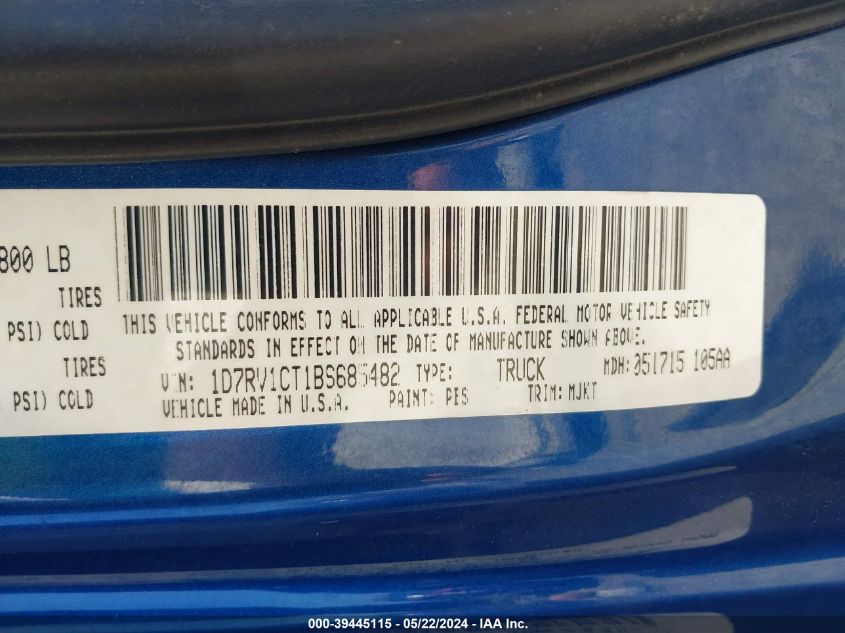 800 LB
TIRES
PSI) COLD
TIRES
PSI) COLD
THIS VEHICLE CONFORMS TO ALL APPLICABLE U.S.A. FEDERAL MOTOR VEHICLE SAFETY
STANDARDS IN EFFECT ON THE DATE OF MANUFACTURE SHOWN ABOVE.
VIN: 1D7RV1CT1BS685482 TYPE: TRUCK MDH: 051715 105AA
VEHICLE MADE IN U.S.A. PAINT: PBS TRIM: MJKT
000-39445115 - 05/22/2024 - IAA Inc.